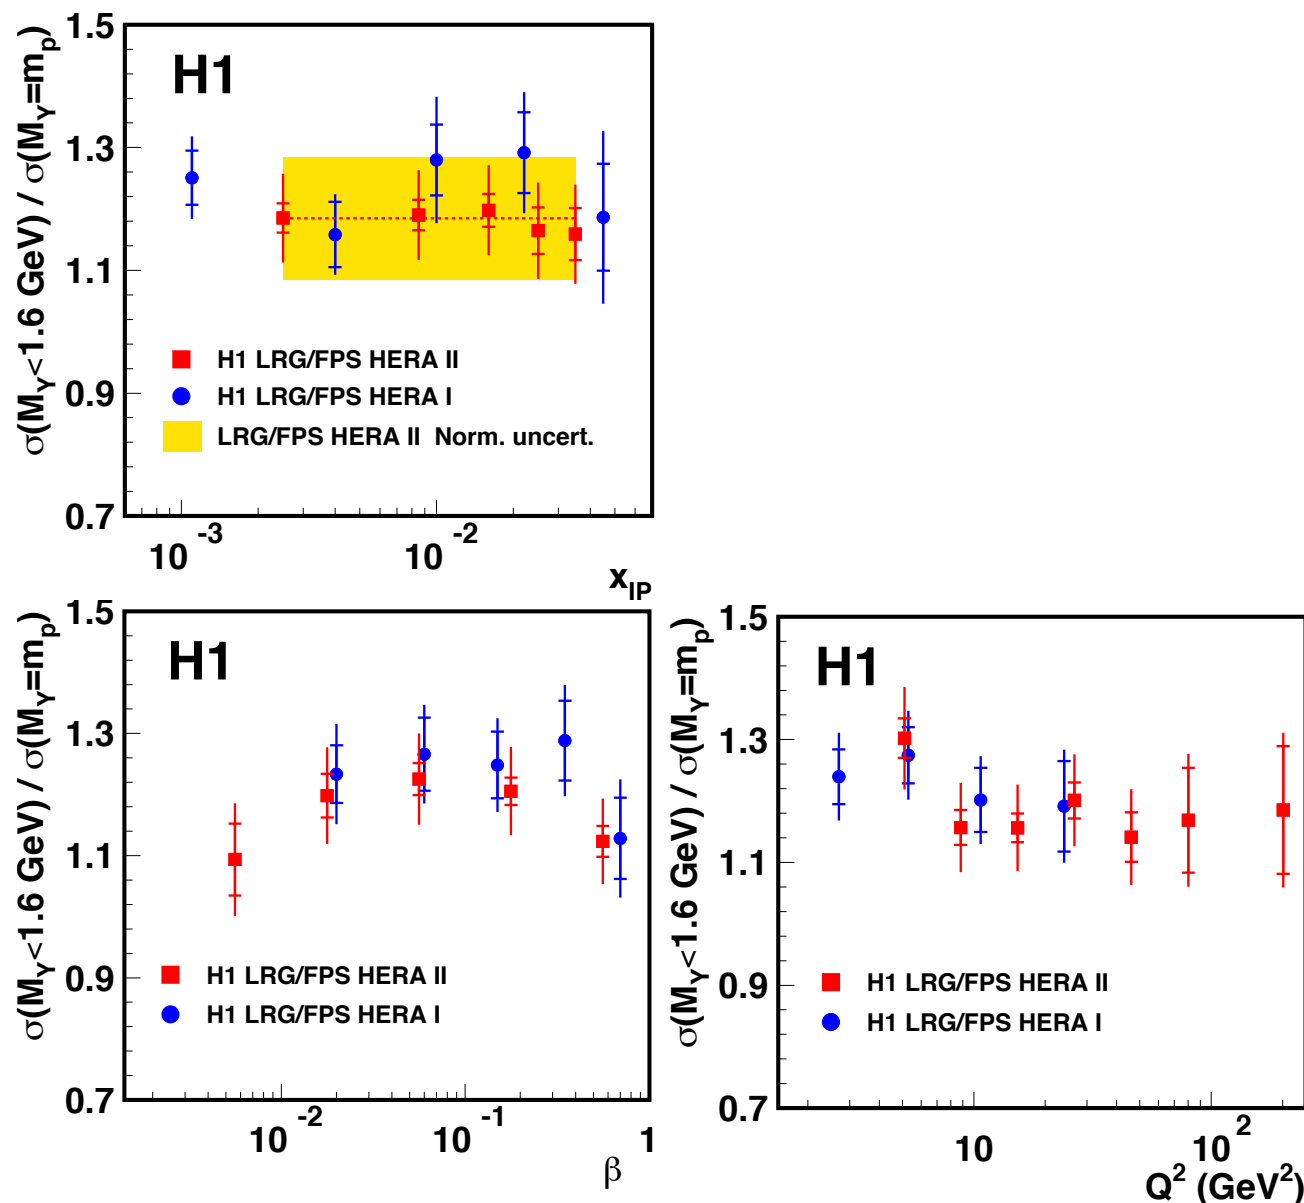 σ(M_Y<1.6 GeV) / σ(M_Y=m_p)
1.5
1.3
1.1
0.9
0.7
H1
H1 LRG/FPS HERA II
H1 LRG/FPS HERA I
LRG/FPS HERA II Norm. uncert.
10^-3
10^-2
x_IP
σ(M_Y<1.6 GeV) / σ(M_Y=m_p)
1.5
1.3
1.1
0.9
0.7
H1
H1 LRG/FPS HERA II
H1 LRG/FPS HERA I
10^-2
10^-1
1
β
σ(M_Y<1.6 GeV) / σ(M_Y=m_p)
1.5
1.3
1.1
0.9
0.7
H1
H1 LRG/FPS HERA II
H1 LRG/FPS HERA I
10
10^2
Q^2 (GeV^2)